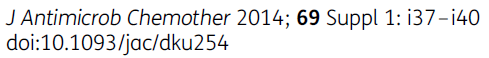 J Antimicrob Chemother 2014; 69 Suppl 1: i37–i40
doi:10.1093/jac/dku254